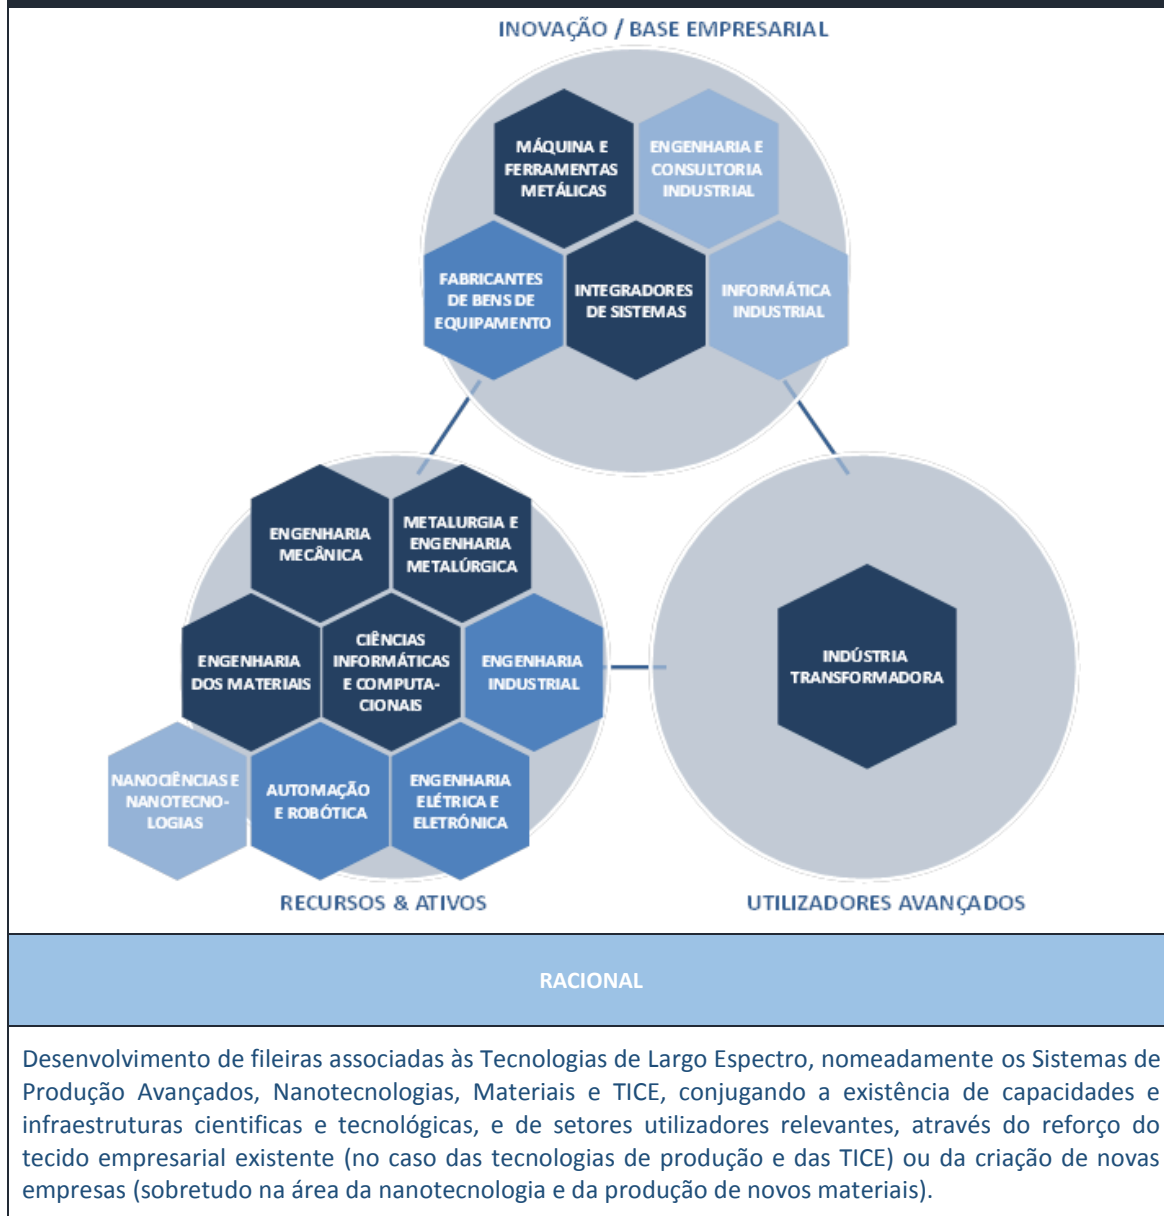 INOVAÇÃO / BASE EMPRESARIAL
MÁQUINA E
FERRAMENTAS
METÁLICAS
ENGENHARIA E
CONSULTORIA
INDUSTRIAL
FABRICANTES
DE BENS DE
EQUIPAMENTO
INTEGRADORES
DE SISTEMAS
INFORMÁTICA
INDUSTRIAL
ENGENHARIA
MECÂNICA
METALURGIA E
ENGENHARIA
METALÚRGICA
ENGENHARIA
DOS MATERIAIS
CIÊNCIAS
INFORMÁTICAS
E COMPUTA-
CIONAIS
ENGENHARIA
INDUSTRIAL
NANOCIÊNCIAS E
NANOTECNO-
LOGIAS
AUTOMAÇÃO
E ROBÓTICA
ENGENHARIA
ELÉTRICA E
ELETRÓNICA
INDÚSTRIA
TRANSFORMADORA
RECURSOS & ATIVOS
UTILIZADORES AVANÇADOS
RACIONAL
Desenvolvimento de fileiras associadas às Tecnologias de Largo Espectro, nomeadamente os Sistemas de
Produção Avançados, Nanotecnologias, Materiais e TICE, conjugando a existência de capacidades e
infraestruturas cientificas e tecnológicas, e de setores utilizadores relevantes, através do reforço do
tecido empresarial existente (no caso das tecnologias de produção e das TICE) ou da criação de novas
empresas (sobretudo na área da nanotecnologia e da produção de novos materiais).